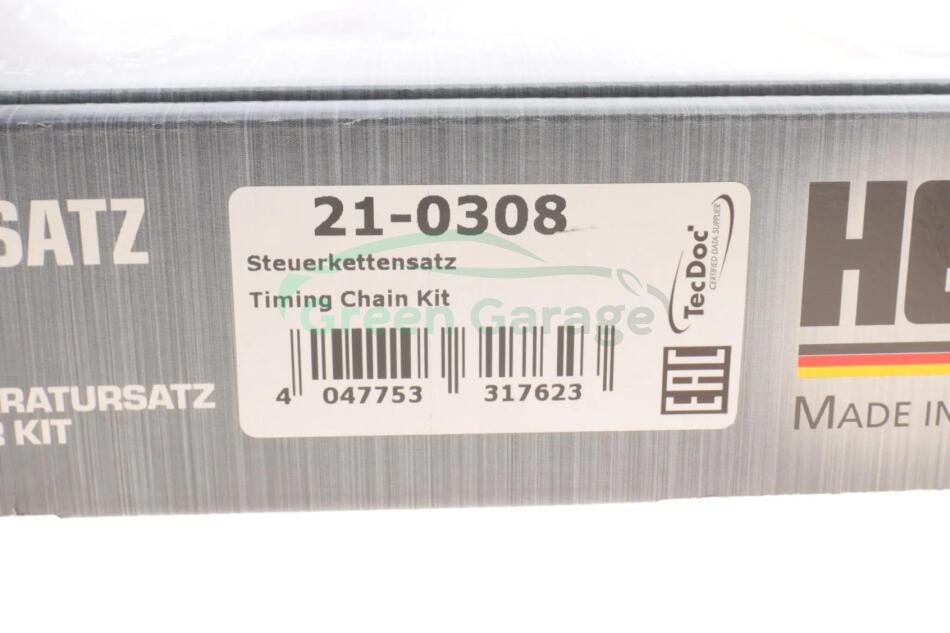 SATZ
RATURSATZ
KIT
21-0308
Steuerkettensatz
Timing Chain Kit
Green Garage
4 047753 317623
TecDoc
CERTIFIED DATA SUPPLIER
EAC
HE
MADE IN